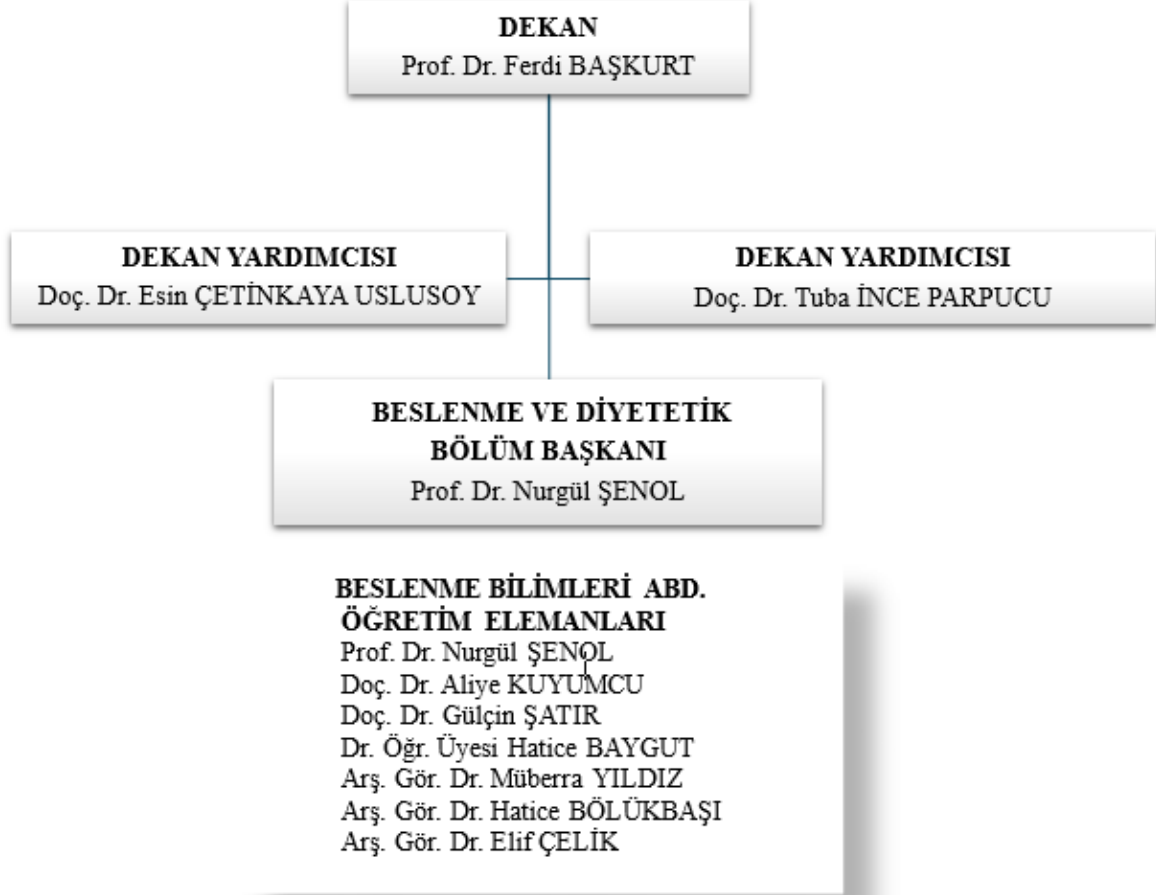 DEKAN
Prof. Dr. Ferdi BAŞKURT
DEKAN YARDIMCISI
Doç. Dr. Esin ÇETİNKAYA USLUSOY
DEKAN YARDIMCISI
Doç. Dr. Tuba İNCE PARPUCU
BESLENME VE DİYETETİK
BÖLÜM BAŞKANI
Prof. Dr. Nurgül ŞENOL
BESLENME BİLİMLERİ ABD.
ÖĞRETİM ELEMANLARI
Prof. Dr. Nurgül ŞENOL
Doç. Dr. Aliye KUYUMCU
Doç. Dr. Gülçin ŞATIR
Dr. Öğr. Üyesi Hatice BAYGUT
Arş. Gör. Dr. Müberra YILDIZ
Arş. Gör. Dr. Hatice BÖLÜKBAŞI
Arş. Gör. Dr. Elif ÇELİK